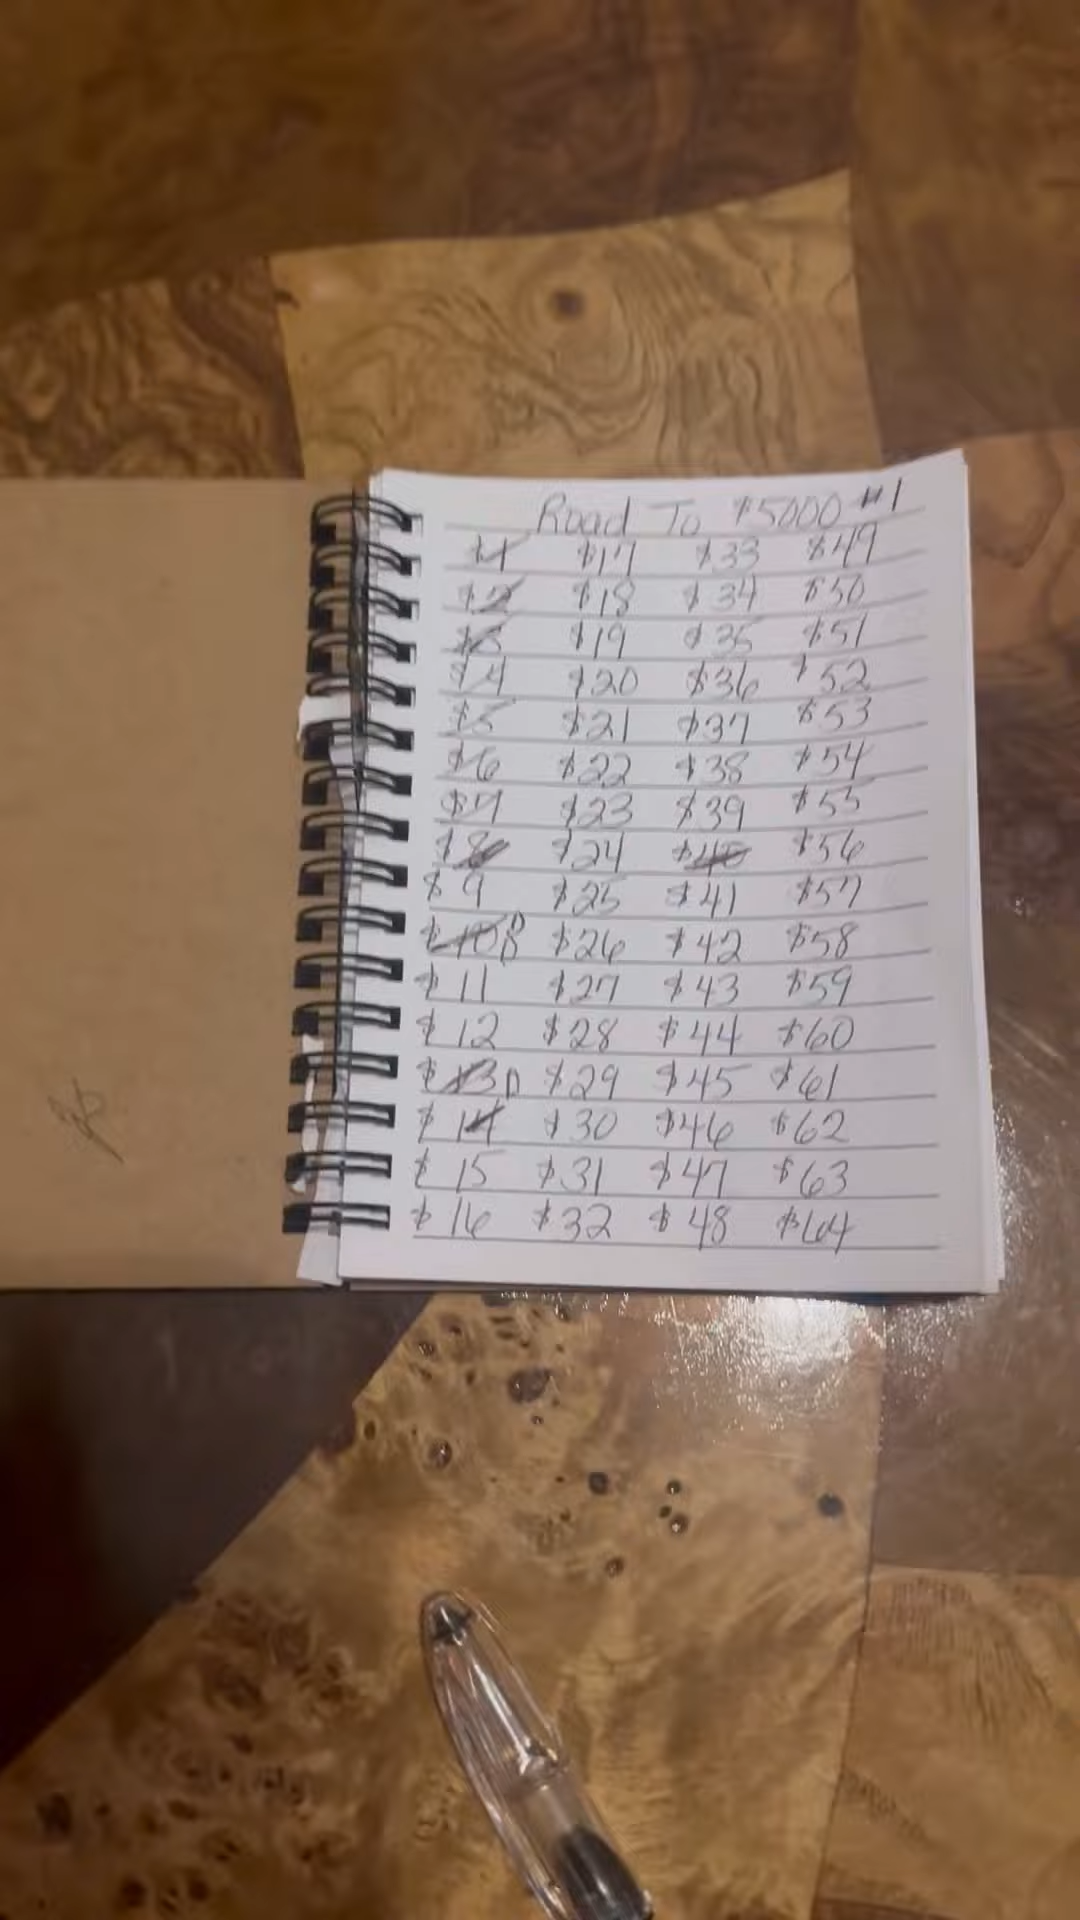 Road To $5000 #1
$1 $17 $33 $49
$2 $18 $34 $50
$3 $19 $35 $51
$4 $20 $36 $52
$5 $21 $37 $53
$6 $22 $38 $54
$7 $23 $39 $55
$8 $24 $40 $56
$9 $25 $41 $57
$10 $26 $42 $58
$11 $27 $43 $59
$12 $28 $44 $60
$13 $29 $45 $61
$14 $30 $46 $62
$15 $31 $47 $63
$16 $32 $48 $64